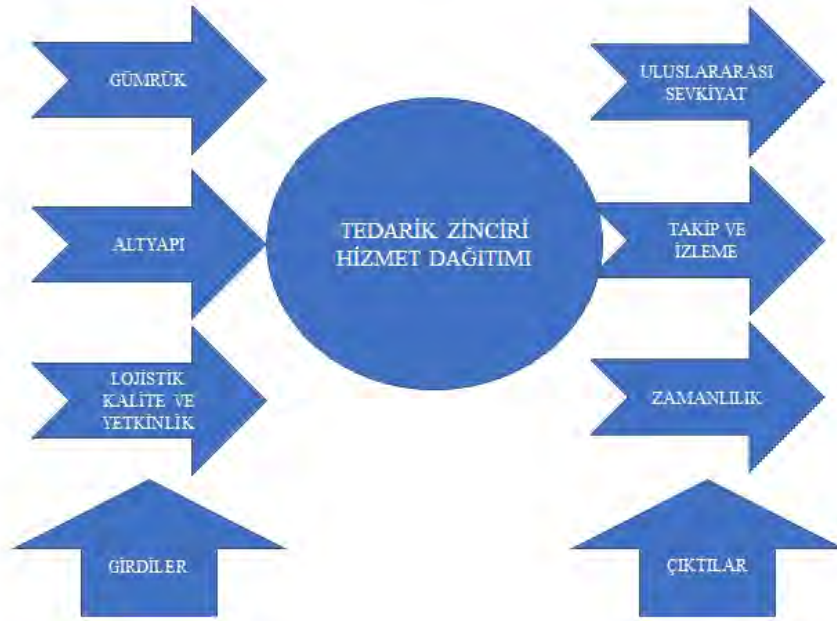 GÜMRÜK
ALTYAPI
LOJİSTİK
KALİTE VE
YETKİNLİK
GİRDİLER
TEDARİK ZİNCİRİ
HİZMET DAĞITIMI
ULUSLARARASI
SEVKİYAT
TAKİP VE
İZLEME
ZAMANLILIK
ÇIKTILAR